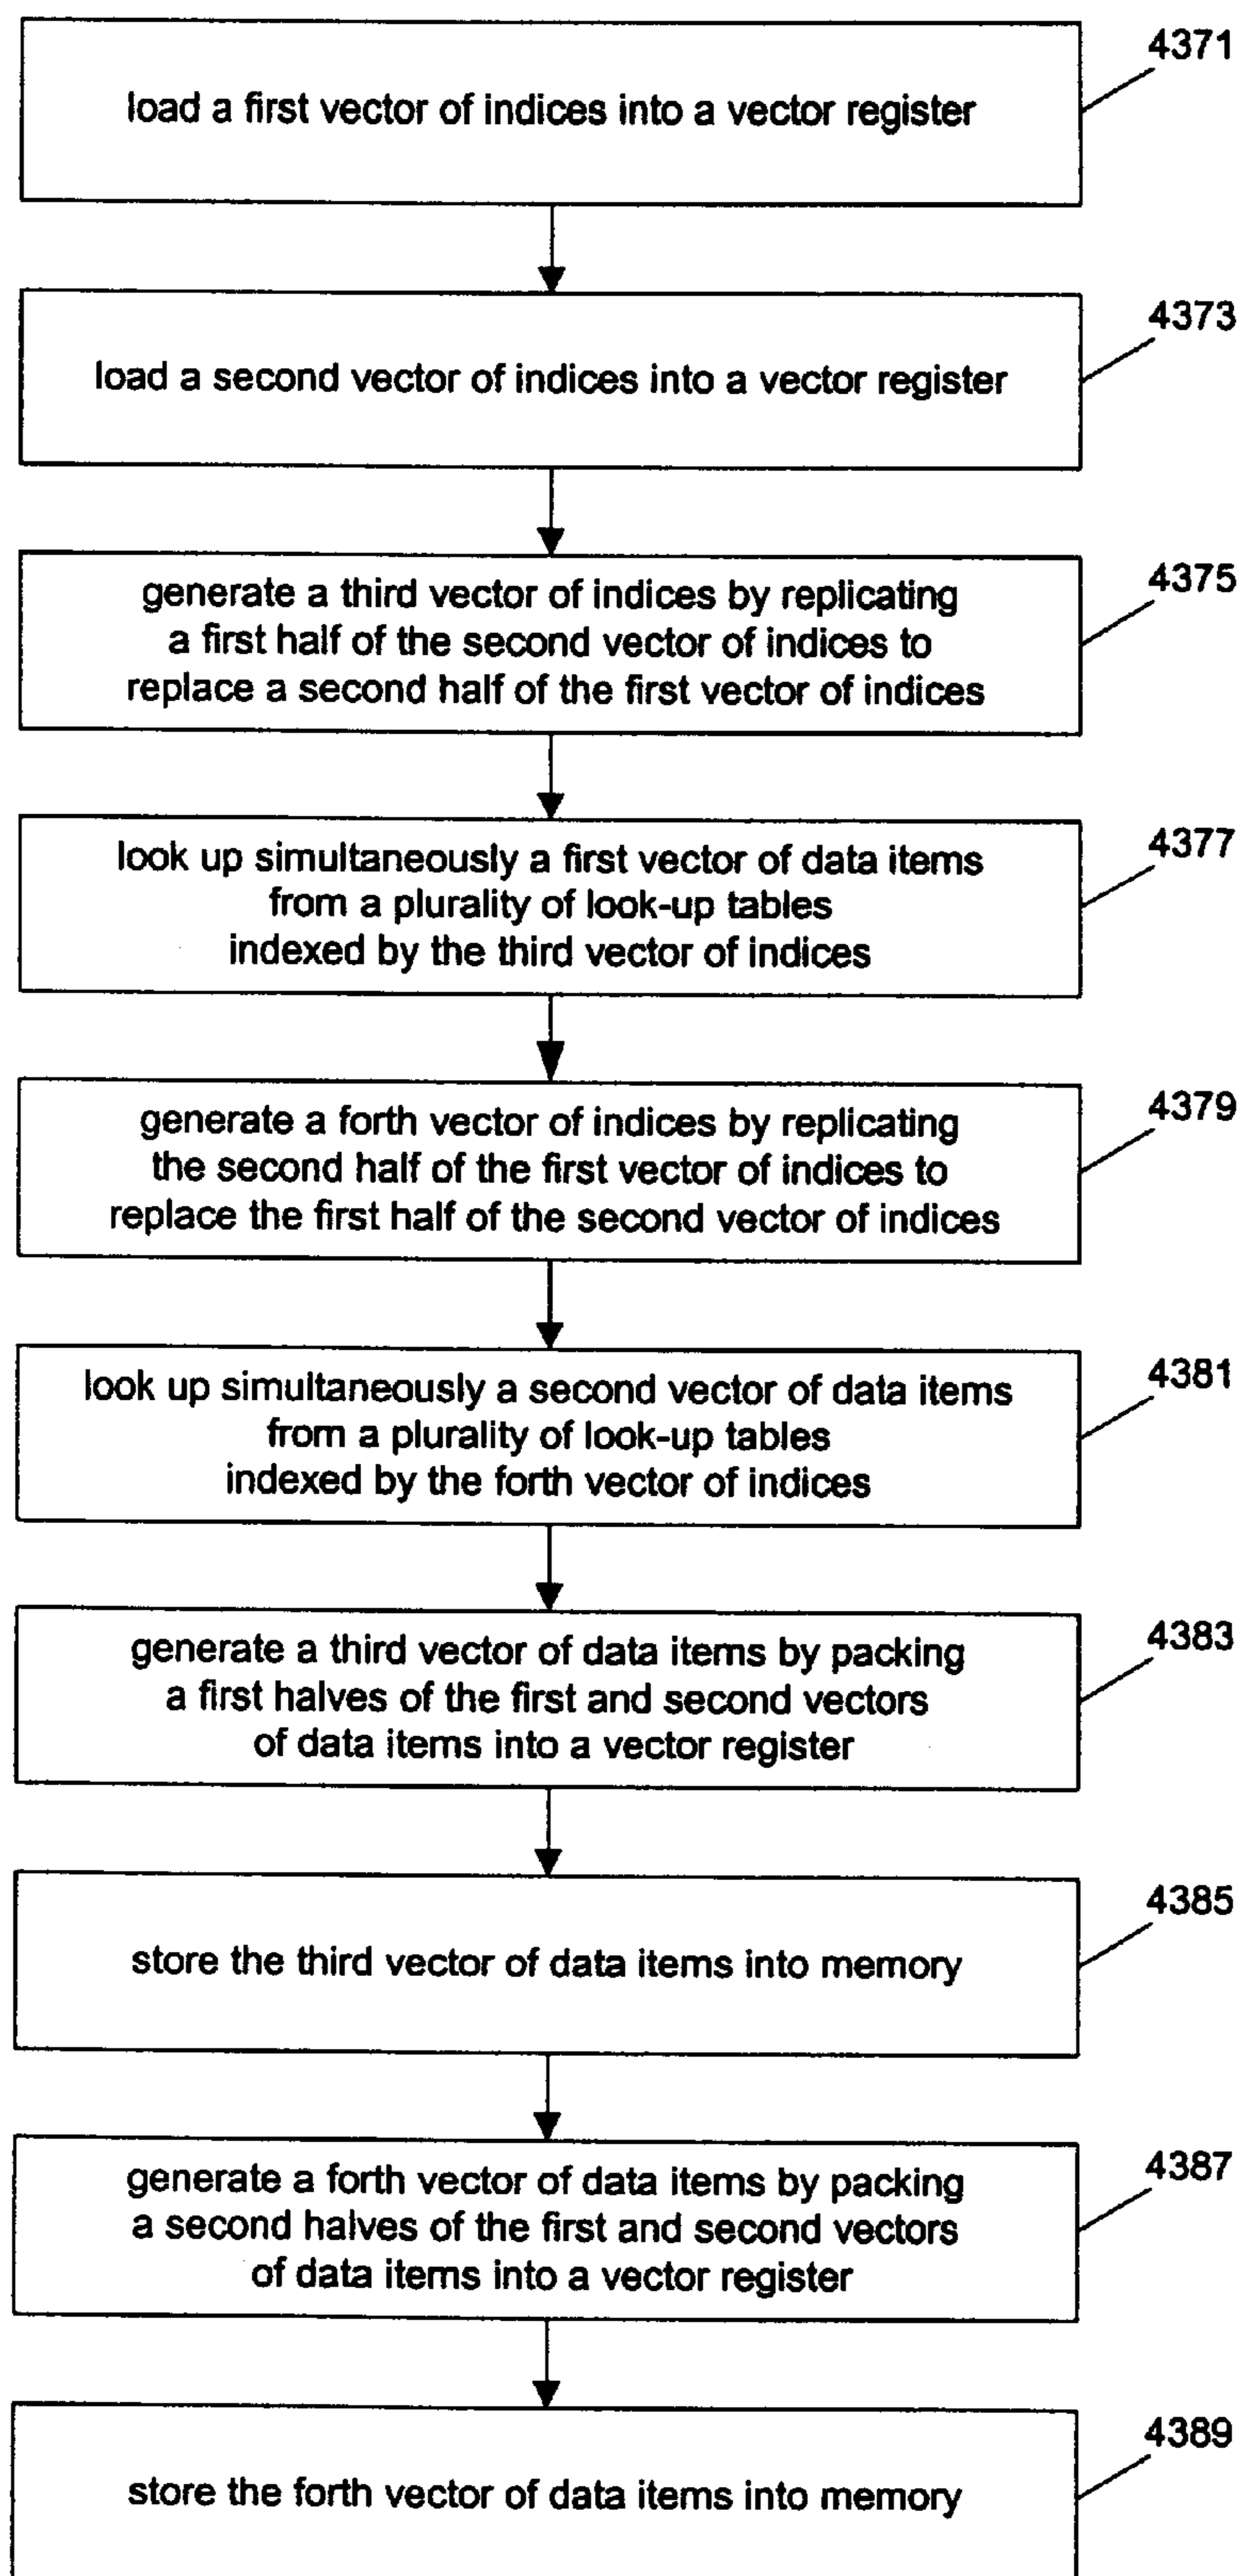 4371
load a first vector of indices into a vector register
4373
load a second vector of indices into a vector register
4375
generate a third vector of indices by replicating
a first half of the second vector of indices to
replace a second half of the first vector of indices
4377
look up simultaneously a first vector of data items
from a plurality of look-up tables
indexed by the third vector of indices
4379
generate a forth vector of indices by replicating
the second half of the first vector of indices to
replace the first half of the second vector of indices
4381
look up simultaneously a second vector of data items
from a plurality of look-up tables
indexed by the forth vector of indices
4383
generate a third vector of data items by packing
a first halves of the first and second vectors
of data items into a vector register
4385
store the third vector of data items into memory
4387
generate a forth vector of data items by packing
a second halves of the first and second vectors
of data items into a vector register
4389
store the forth vector of data items into memory